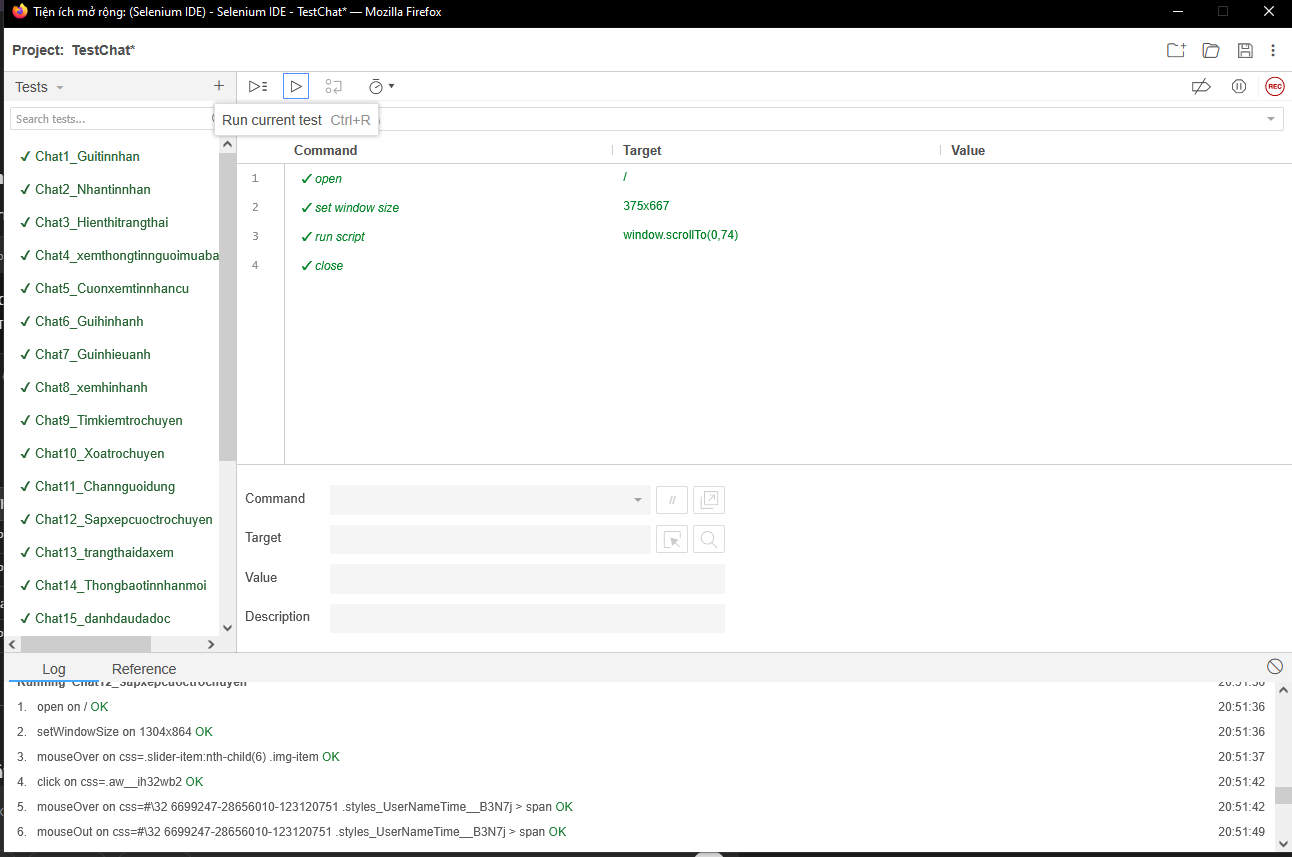 Tiện ích mở rộng: (Selenium IDE) - Selenium IDE - TestChat* — Mozilla Firefox
Project: TestChat*
Tests
REC
Search tests...
Run current test Ctrl+R
Command Target Value
Chat1_Guitinnhan
Chat2_Nhantinnhan
Chat3_Hienthitrangthai
Chat4_xemthongtinnguoimuaba
Chat5_Cuonxemtinnhancu
Chat6_Guihinhanh
Chat7_Guinhieuanh
Chat8_xemhinhanh
Chat9_Timkiemtrochuyen
Chat10_Xoatrochuyen
Chat11_Channguoidung
Chat12_Sapxepcuoctrochuyen
Chat13_trangthaidaxem
Chat14_Thongbaotinnhanmoi
Chat15_danhdaudadoc
1 open /
2 set window size 375x667
3 run script window.scrollTo(0,74)
4 close
Command //
Target
Value
Description
Log Reference
Running 'Chat12_Sapxepcuoctrochuyen' 20:51:36
1. open on / OK 20:51:36
2. setWindowSize on 1304x864 OK 20:51:36
3. mouseOver on css=.slider-item:nth-child(6) .img-item OK 20:51:37
4. click on css=.aw__ih32wb2 OK 20:51:42
5. mouseOver on css=#\32 6699247-28656010-123120751 .styles_UserNameTime__B3N7j > span OK 20:51:42
6. mouseOut on css=#\32 6699247-28656010-123120751 .styles_UserNameTime__B3N7j > span OK 20:51:49